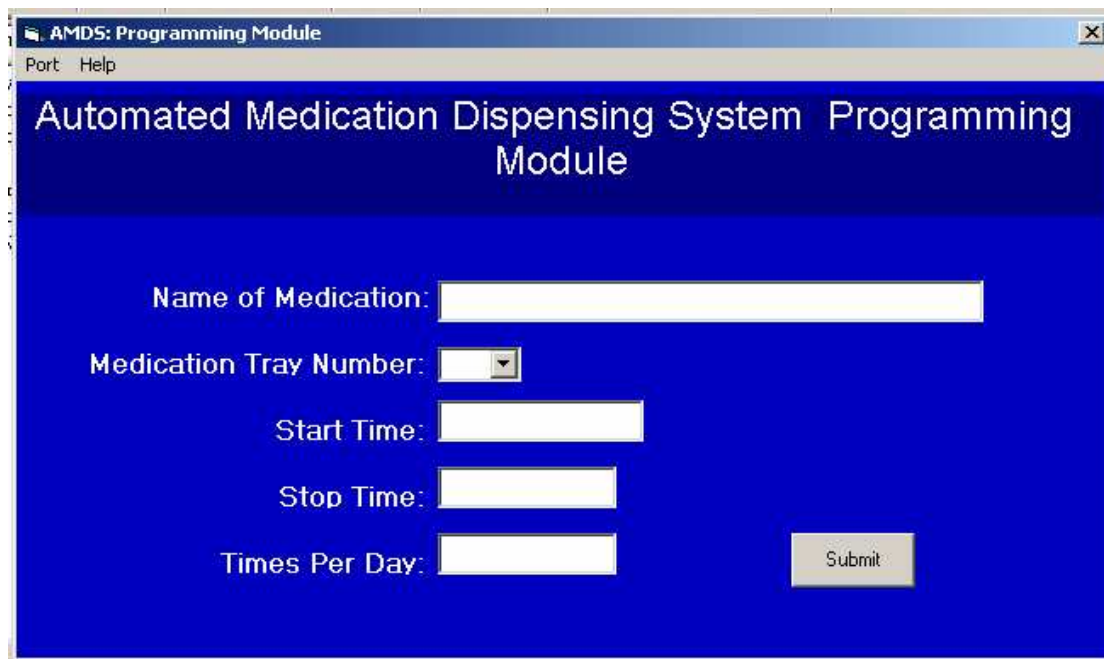 AMDS: Programming Module
Port Help
Automated Medication Dispensing System Programming
Module
Name of Medication:
Medication Tray Number:
Start Time:
Stop Time:
Times Per Day:
Submit